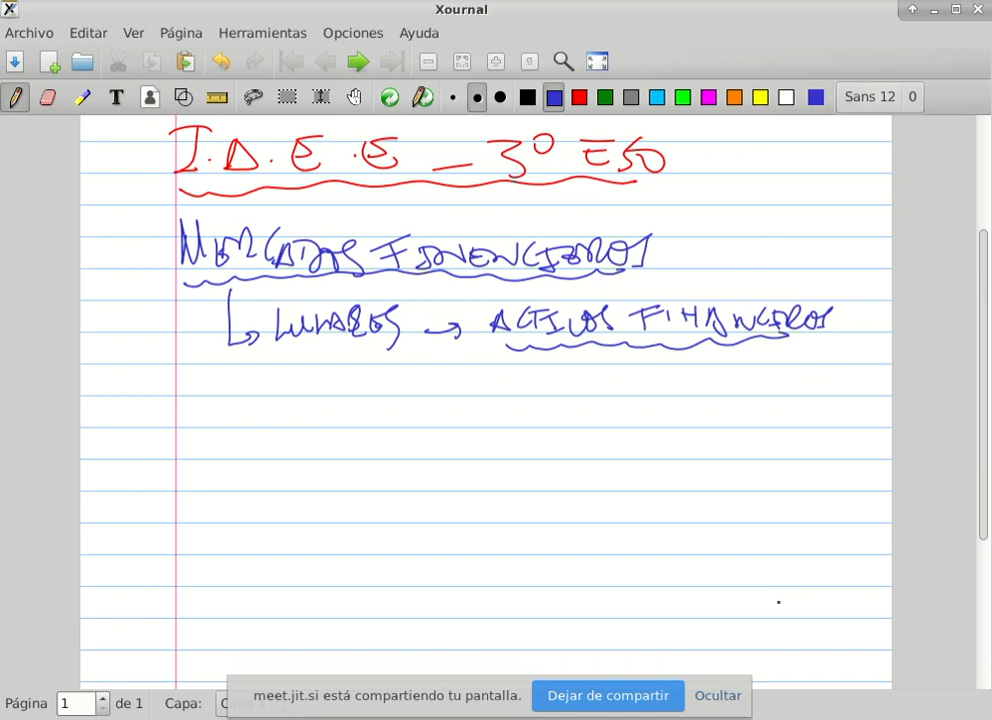 Xournal
Archivo Editar Ver Página Herramientas Opciones Ayuda
Sans 12 0
I.D.E.E - 3º ESO
MERCADOS FINANCIEROS
LUGARES → ACTIVOS FINANCIEROS
meet.jit.si está compartiendo tu pantalla. Dejar de compartir Ocultar
Página 1 de 1 Capa: